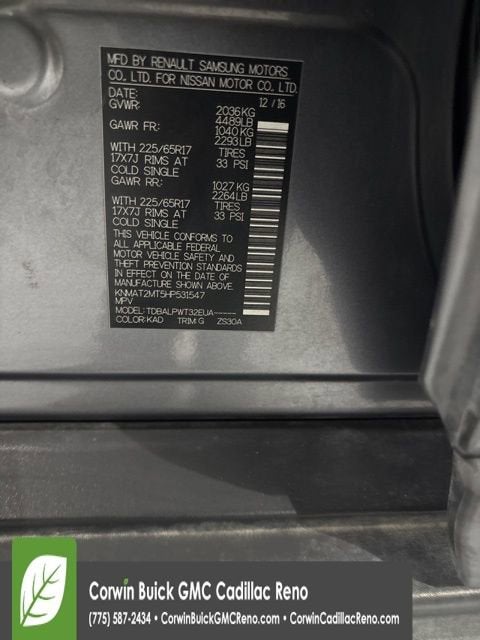 MFD BY RENAULT SAMSUNG MOTORS
CO., LTD. FOR NISSAN MOTOR CO., LTD.
DATE: 12 / 16
GVWR: 2036KG
4489LB
GAWR FR: 1040KG
2293LB
WITH 225/65R17 TIRES
17X7J RIMS AT 33 PSI
COLD SINGLE
GAWR RR: 1027KG
2264LB
WITH 225/65R17 TIRES
17X7J RIMS AT 33 PSI
COLD SINGLE
THIS VEHICLE CONFORMS TO
ALL APPLICABLE FEDERAL
MOTOR VEHICLE SAFETY AND
THEFT PREVENTION STANDARDS
IN EFFECT ON THE DATE OF
MANUFACTURE SHOWN ABOVE.
KNMAT2MT5HP531547
MPV
MODEL: TDBALPWT32EUA-----
COLOR: KAD TRIM: G ZS30A
Corwin Buick GMC Cadillac Reno
(775) 587-2434 • CorwinBuickGMCReno.com • CorwinCadillacReno.com